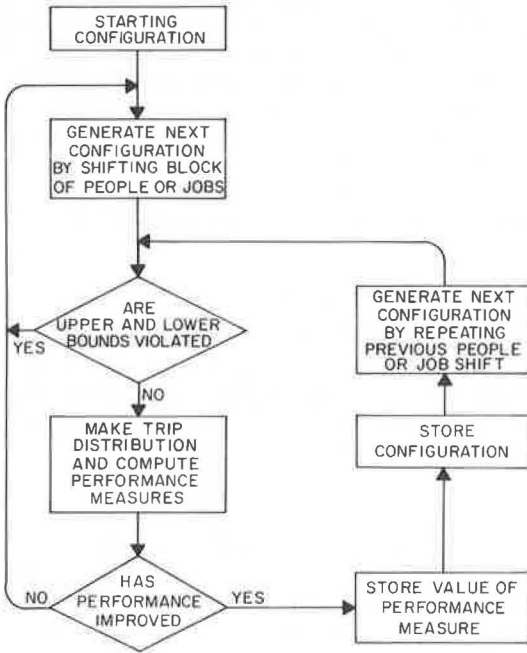 STARTING
CONFIGURATION
GENERATE NEXT
CONFIGURATION
BY SHIFTING BLOCK
OF PEOPLE OR JOBS
ARE
UPPER AND LOWER
BOUNDS VIOLATED
YES
NO
MAKE TRIP
DISTRIBUTION
AND COMPUTE
PERFORMANCE
MEASURES
HAS
PERFORMANCE
IMPROVED
NO
YES
STORE VALUE OF
PERFORMANCE
MEASURE
STORE
CONFIGURATION
GENERATE NEXT
CONFIGURATION
BY REPEATING
PREVIOUS PEOPLE
OR JOB SHIFT